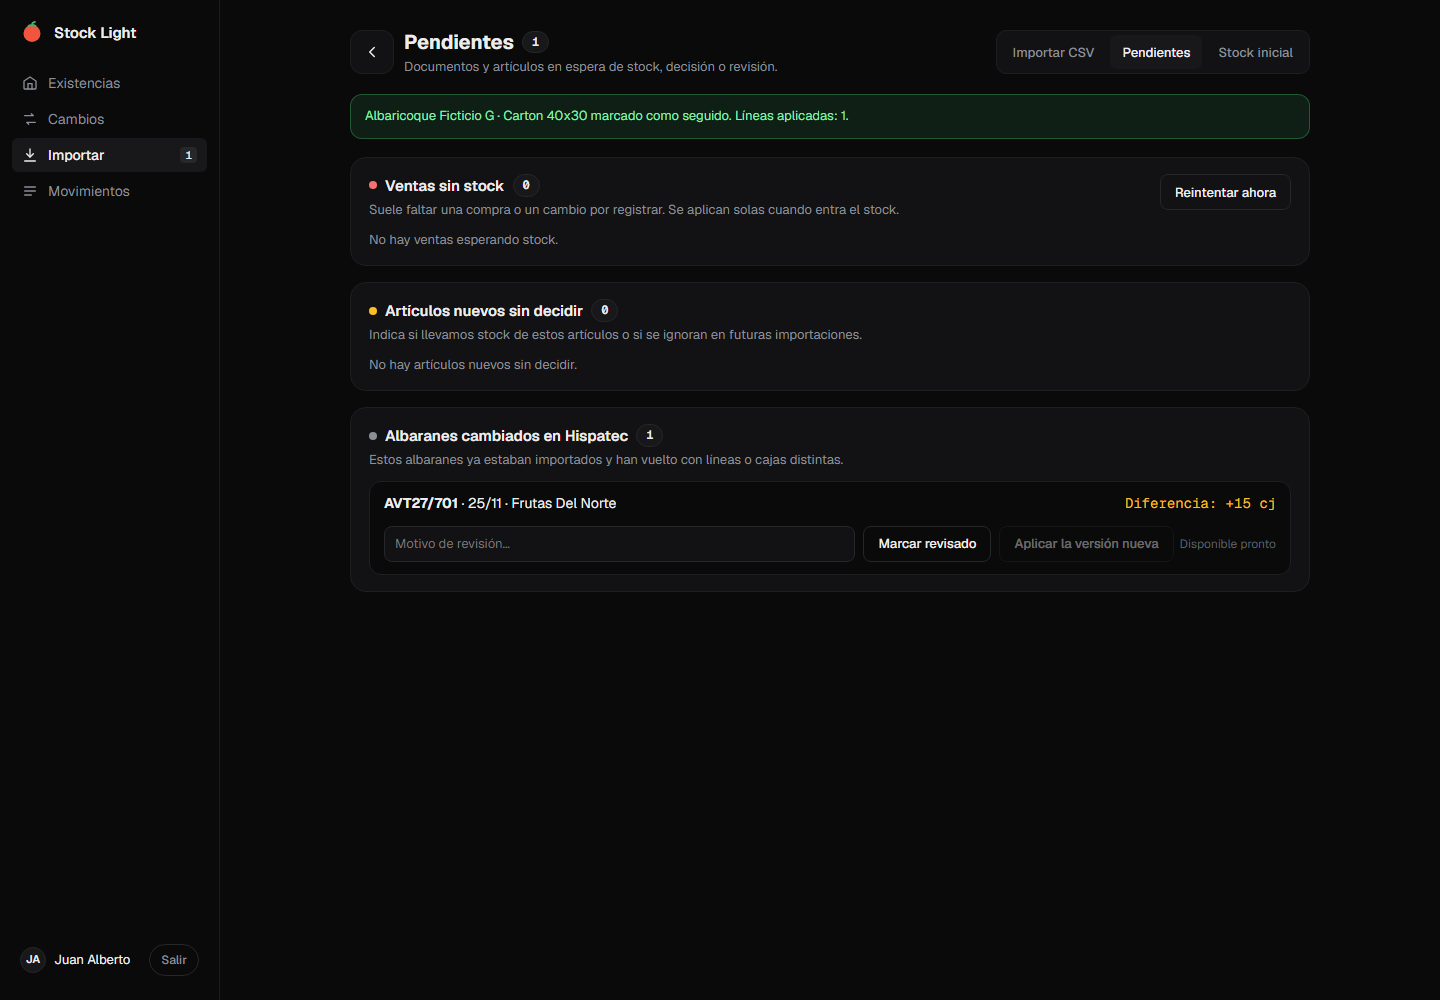 Stock Light
Existencias
Cambios
Importar 1
Movimientos
JA Juan Alberto Salir
Pendientes 1
Documentos y artículos en espera de stock, decisión o revisión.
Importar CSV Pendientes Stock inicial
Albaricoque Ficticio G · Carton 40x30 marcado como seguido. Líneas aplicadas: 1.
Ventas sin stock 0
Suele faltar una compra o un cambio por registrar. Se aplican solas cuando entra el stock.
Reintentar ahora
No hay ventas esperando stock.
Artículos nuevos sin decidir 0
Indica si llevamos stock de estos artículos o si se ignoran en futuras importaciones.
No hay artículos nuevos sin decidir.
Albaranes cambiados en Hispatec 1
Estos albaranes ya estaban importados y han vuelto con líneas o cajas distintas.
AVT27/701 · 25/11 · Frutas Del Norte Diferencia: +15 cj
Motivo de revisión... Marcar revisado Aplicar la versión nueva Disponible pronto